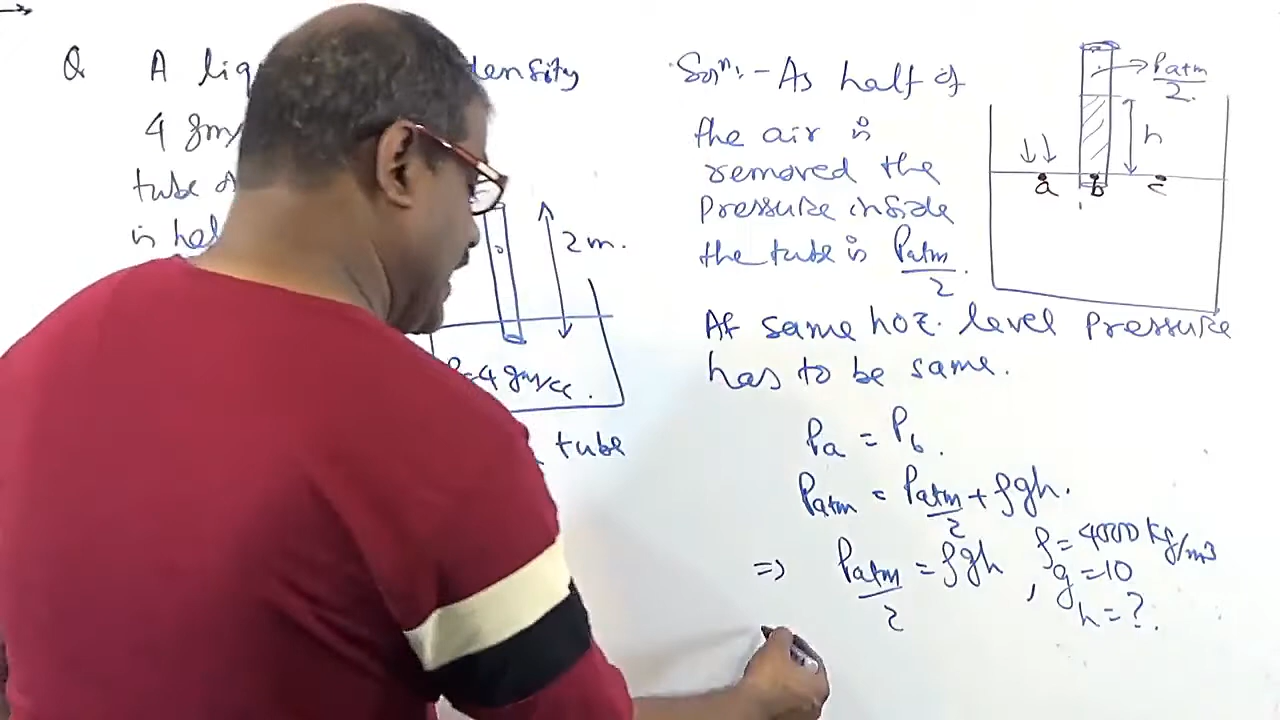 Q. A liq density
4 gm/
tube o
is hel
2m.
ρ=4 gm/cc.
tube
Solⁿ:- As half of
the air is
removed the
pressure inside
the tube is Patm/2.
At same hoz. level pressure
has to be same.
Pa = Pb.
Patm = Patm/2 + ρgh.
=> Patm/2 = ρgh , ρ=4000 kg/m3
g=10
h=?.
Patm/2.
h
a b c